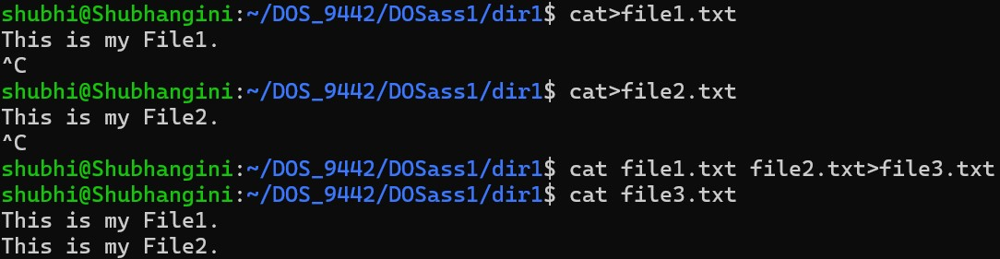 shubhi@Shubhangini:~/DOS_9442/DOSass1/dir1$ cat>file1.txt
This is my File1.
^C
shubhi@Shubhangini:~/DOS_9442/DOSass1/dir1$ cat>file2.txt
This is my File2.
^C
shubhi@Shubhangini:~/DOS_9442/DOSass1/dir1$ cat file1.txt file2.txt>file3.txt
shubhi@Shubhangini:~/DOS_9442/DOSass1/dir1$ cat file3.txt
This is my File1.
This is my File2.